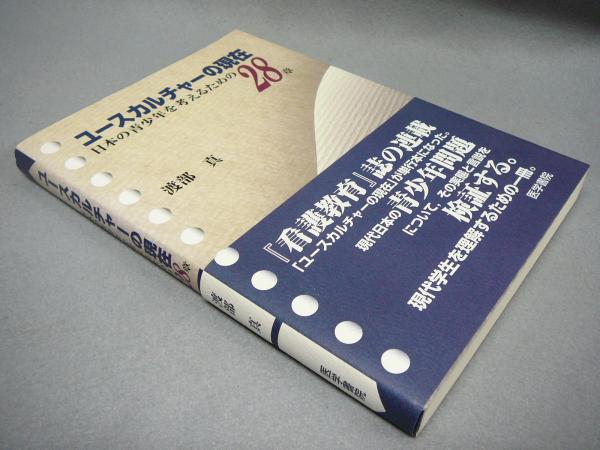 ユースカルチャーの現在
日本の青少年を考えるための28章
渡部 真
『看護教育』誌の連載
「ユースカルチャーの現在」が単行本になった。
現代日本の青少年問題
について、その実態と言説を
検証する。
現代学生を理解するための一冊。
医学書院
ユースカルチャーの現在
28章
渡部 真
医学書院